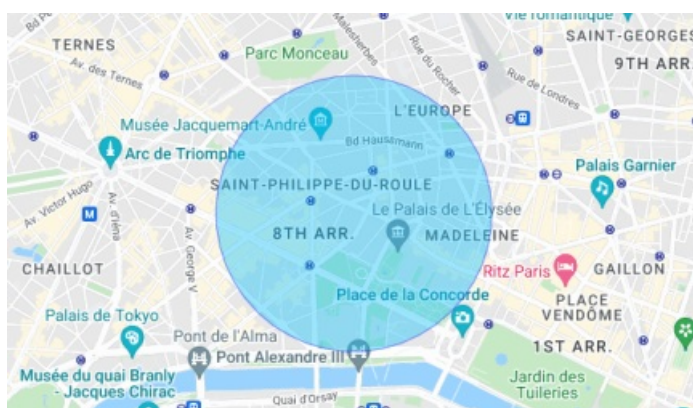 Vie romantique
TERNES
SAINT-GEORGES
9TH ARR.
Parc Monceau
Malesherbes
Rue du Rocher
Av. des Ternes
Rue de Londres
L'EUROPE
Musée Jacquemart-André
Bd Haussmann
Arc de Triomphe
Palais Garnier
SAINT-PHILIPPE-DU-ROULE
Av. Victor Hugo
M
Av. d'Iéna
Av. George V
Le Palais de L'Élysée
8TH ARR.
MADELEINE
CHAILLOT
Ritz Paris
GAILLON
Place de la Concorde
PLACE
VENDÔME
Palais de Tokyo
Pont de l'Alma
Pont Alexandre III
1ST ARR.
Musée du quai Branly
- Jacques Chirac
Jardin des
Tuileries
Quai d'Orsay